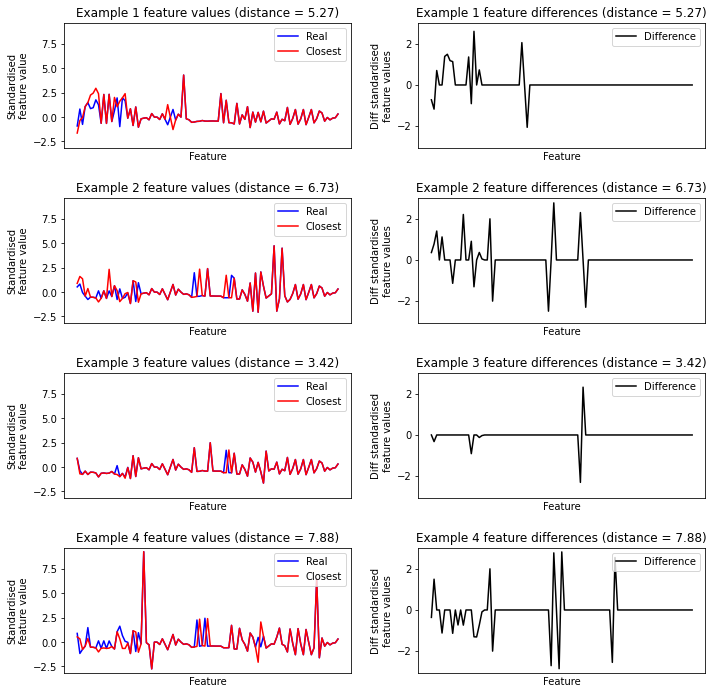 Example 1 feature values (distance = 5.27)
Standardised
feature value
7.5
5.0
2.5
0.0
−2.5
Real
Closest
Feature
Example 1 feature differences (distance = 5.27)
Diff standardised
feature values
2
0
−2
Difference
Feature
Example 2 feature values (distance = 6.73)
Standardised
feature value
7.5
5.0
2.5
0.0
−2.5
Real
Closest
Feature
Example 2 feature differences (distance = 6.73)
Diff standardised
feature values
2
0
−2
Difference
Feature
Example 3 feature values (distance = 3.42)
Standardised
feature value
7.5
5.0
2.5
0.0
−2.5
Real
Closest
Feature
Example 3 feature differences (distance = 3.42)
Diff standardised
feature values
2
0
−2
Difference
Feature
Example 4 feature values (distance = 7.88)
Standardised
feature value
7.5
5.0
2.5
0.0
−2.5
Real
Closest
Feature
Example 4 feature differences (distance = 7.88)
Diff standardised
feature values
2
0
−2
Difference
Feature